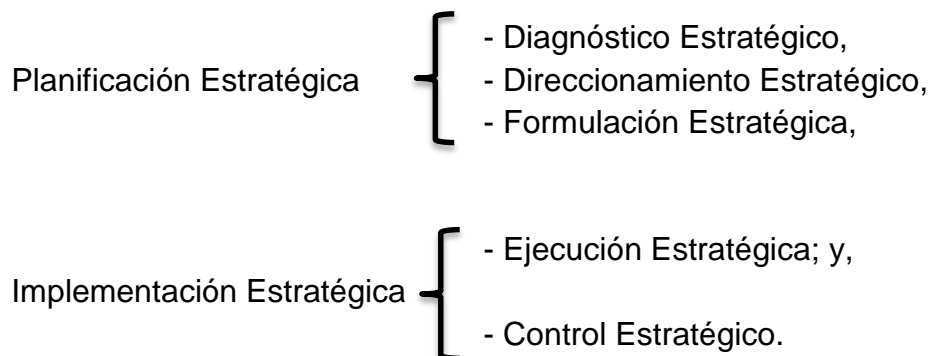 - Diagnóstico Estratégico,
Planificación Estratégica - Direccionamiento Estratégico,
- Formulación Estratégica,
- Ejecución Estratégica; y,
Implementación Estratégica
- Control Estratégico.